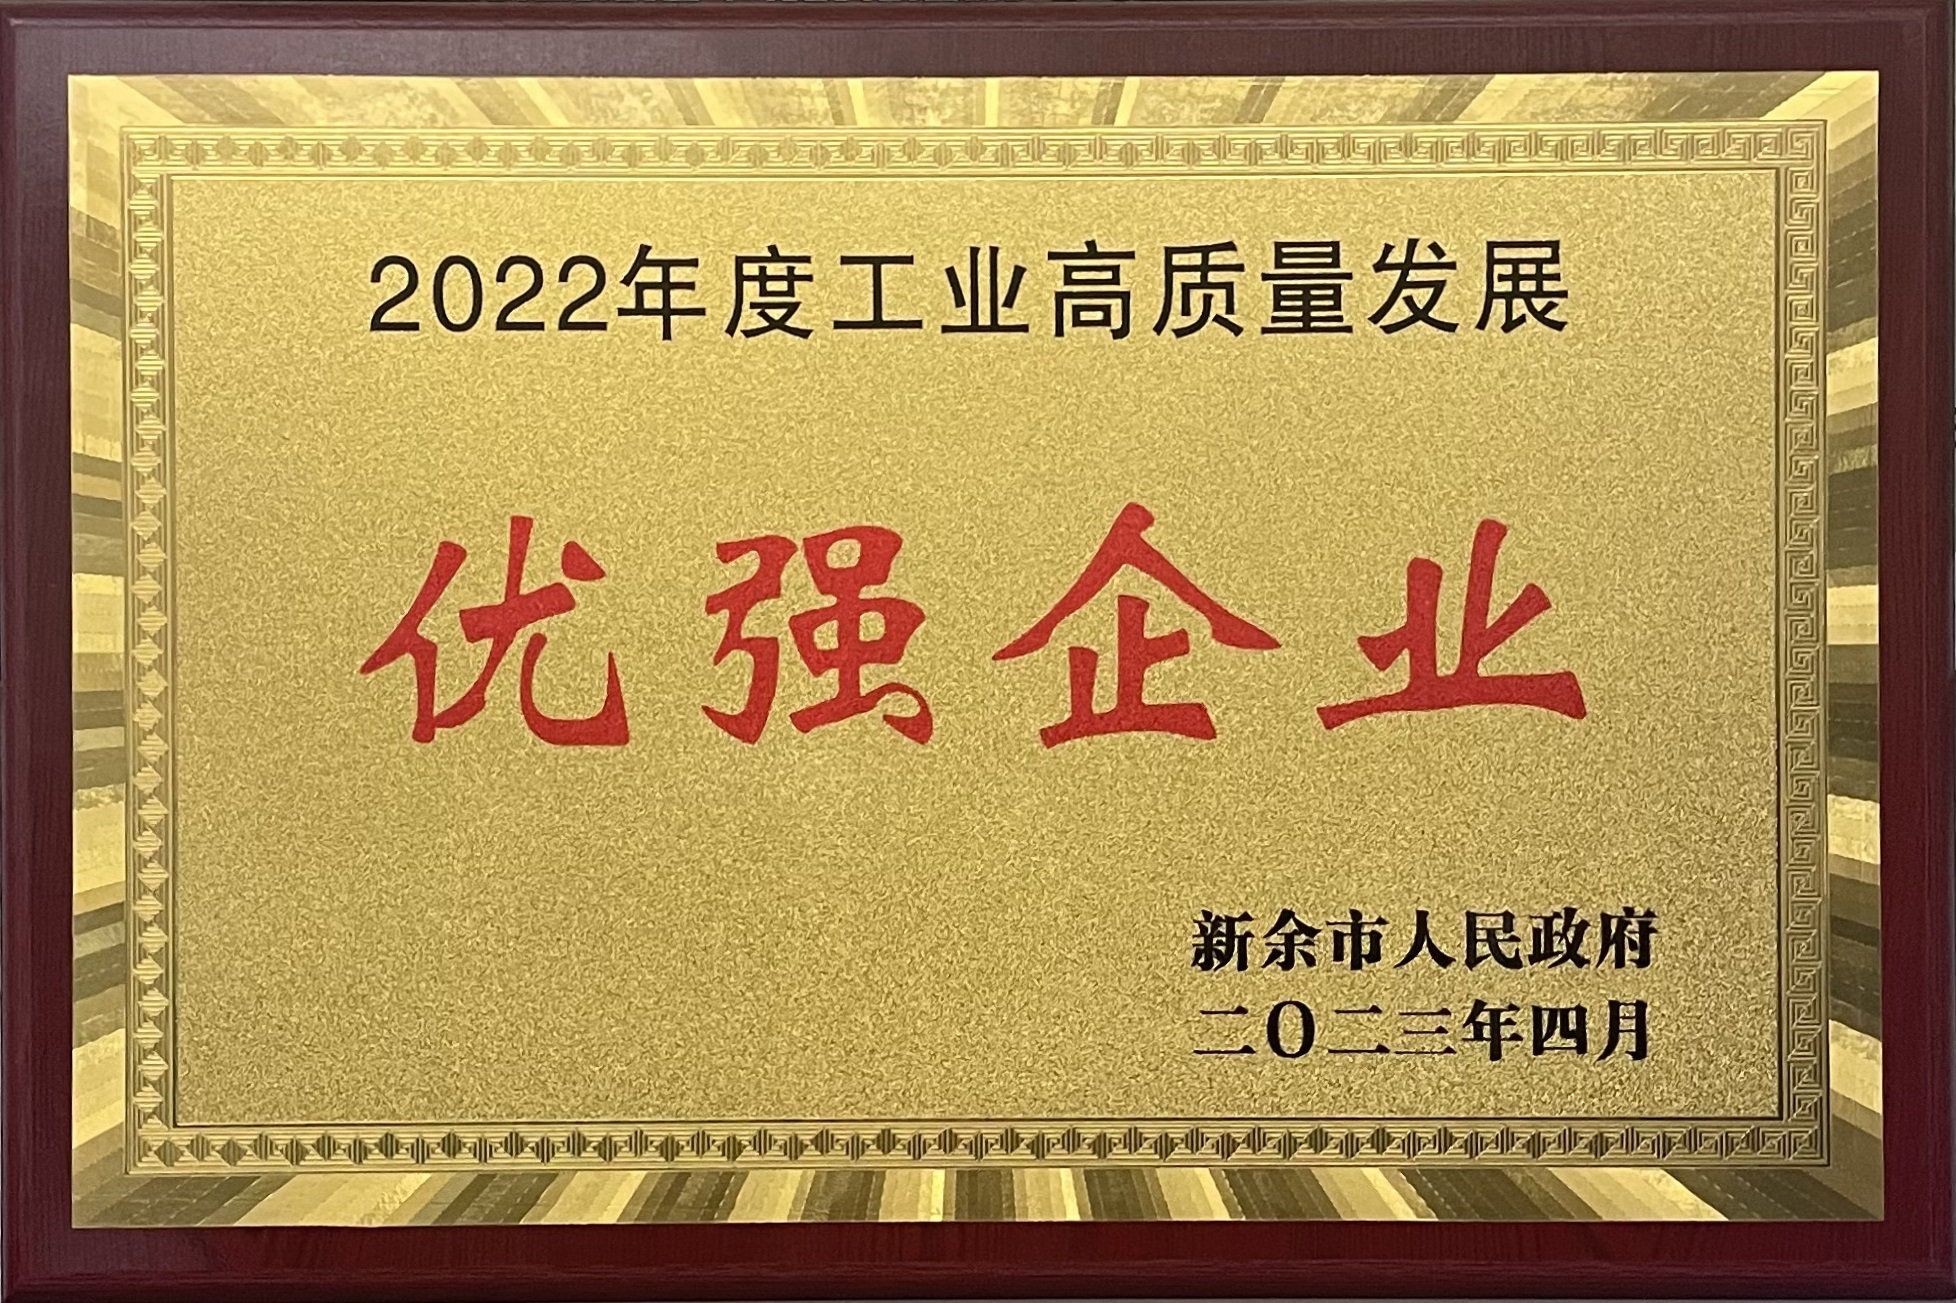 2022年度工业高质量发展
优强企业
新余市人民政府
二〇二三年四月